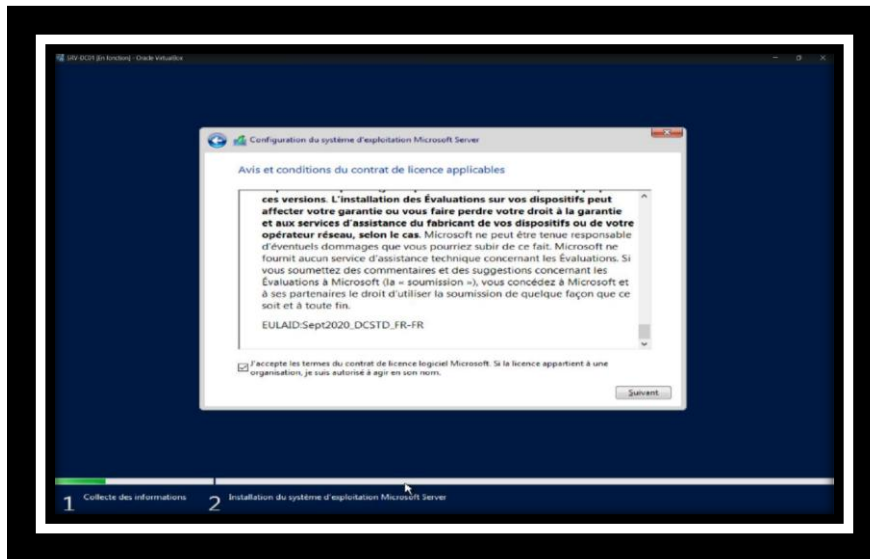 SRV-DC01 [En fonction] - Oracle VirtualBox
Configuration du système d'exploitation Microsoft Server
Avis et conditions du contrat de licence applicables
ces versions. L'installation des Évaluations sur vos dispositifs peut
affecter votre garantie ou vous faire perdre votre droit à la garantie
et aux services d'assistance du fabricant de vos dispositifs ou de votre
opérateur réseau, selon le cas. Microsoft ne peut être tenue responsable
d'éventuels dommages que vous pourriez subir de ce fait. Microsoft ne
fournit aucun service d'assistance technique concernant les Évaluations. Si
vous soumettez des commentaires et des suggestions concernant les
Évaluations à Microsoft (la « soumission »), vous concédez à Microsoft et
à ses partenaires le droit d'utiliser la soumission de quelque façon que ce
soit et à toute fin.
EULAID:Sept2020_DCSTD_FR-FR
J'accepte les termes du contrat de licence logiciel Microsoft. Si la licence appartient à une
organisation, je suis autorisé à agir en son nom.
Suivant
1 Collecte des informations 2 Installation du système d'exploitation Microsoft Server